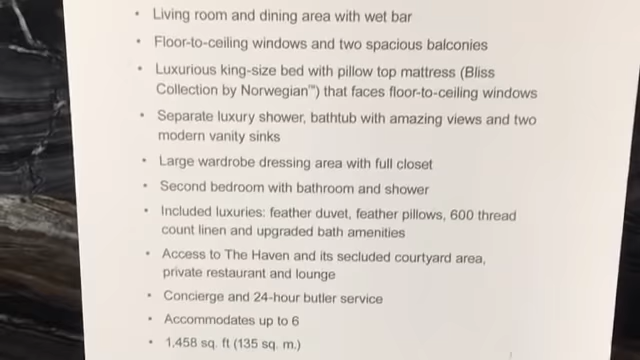 • Living room and dining area with wet bar
• Floor-to-ceiling windows and two spacious balconies
• Luxurious king-size bed with pillow top mattress (Bliss
Collection by Norwegian™) that faces floor-to-ceiling windows
• Separate luxury shower, bathtub with amazing views and two
modern vanity sinks
• Large wardrobe dressing area with full closet
• Second bedroom with bathroom and shower
• Included luxuries: feather duvet, feather pillows, 600 thread
count linen and upgraded bath amenities
• Access to The Haven and its secluded courtyard area,
private restaurant and lounge
• Concierge and 24-hour butler service
• Accommodates up to 6
• 1,458 sq. ft (135 sq. m.)